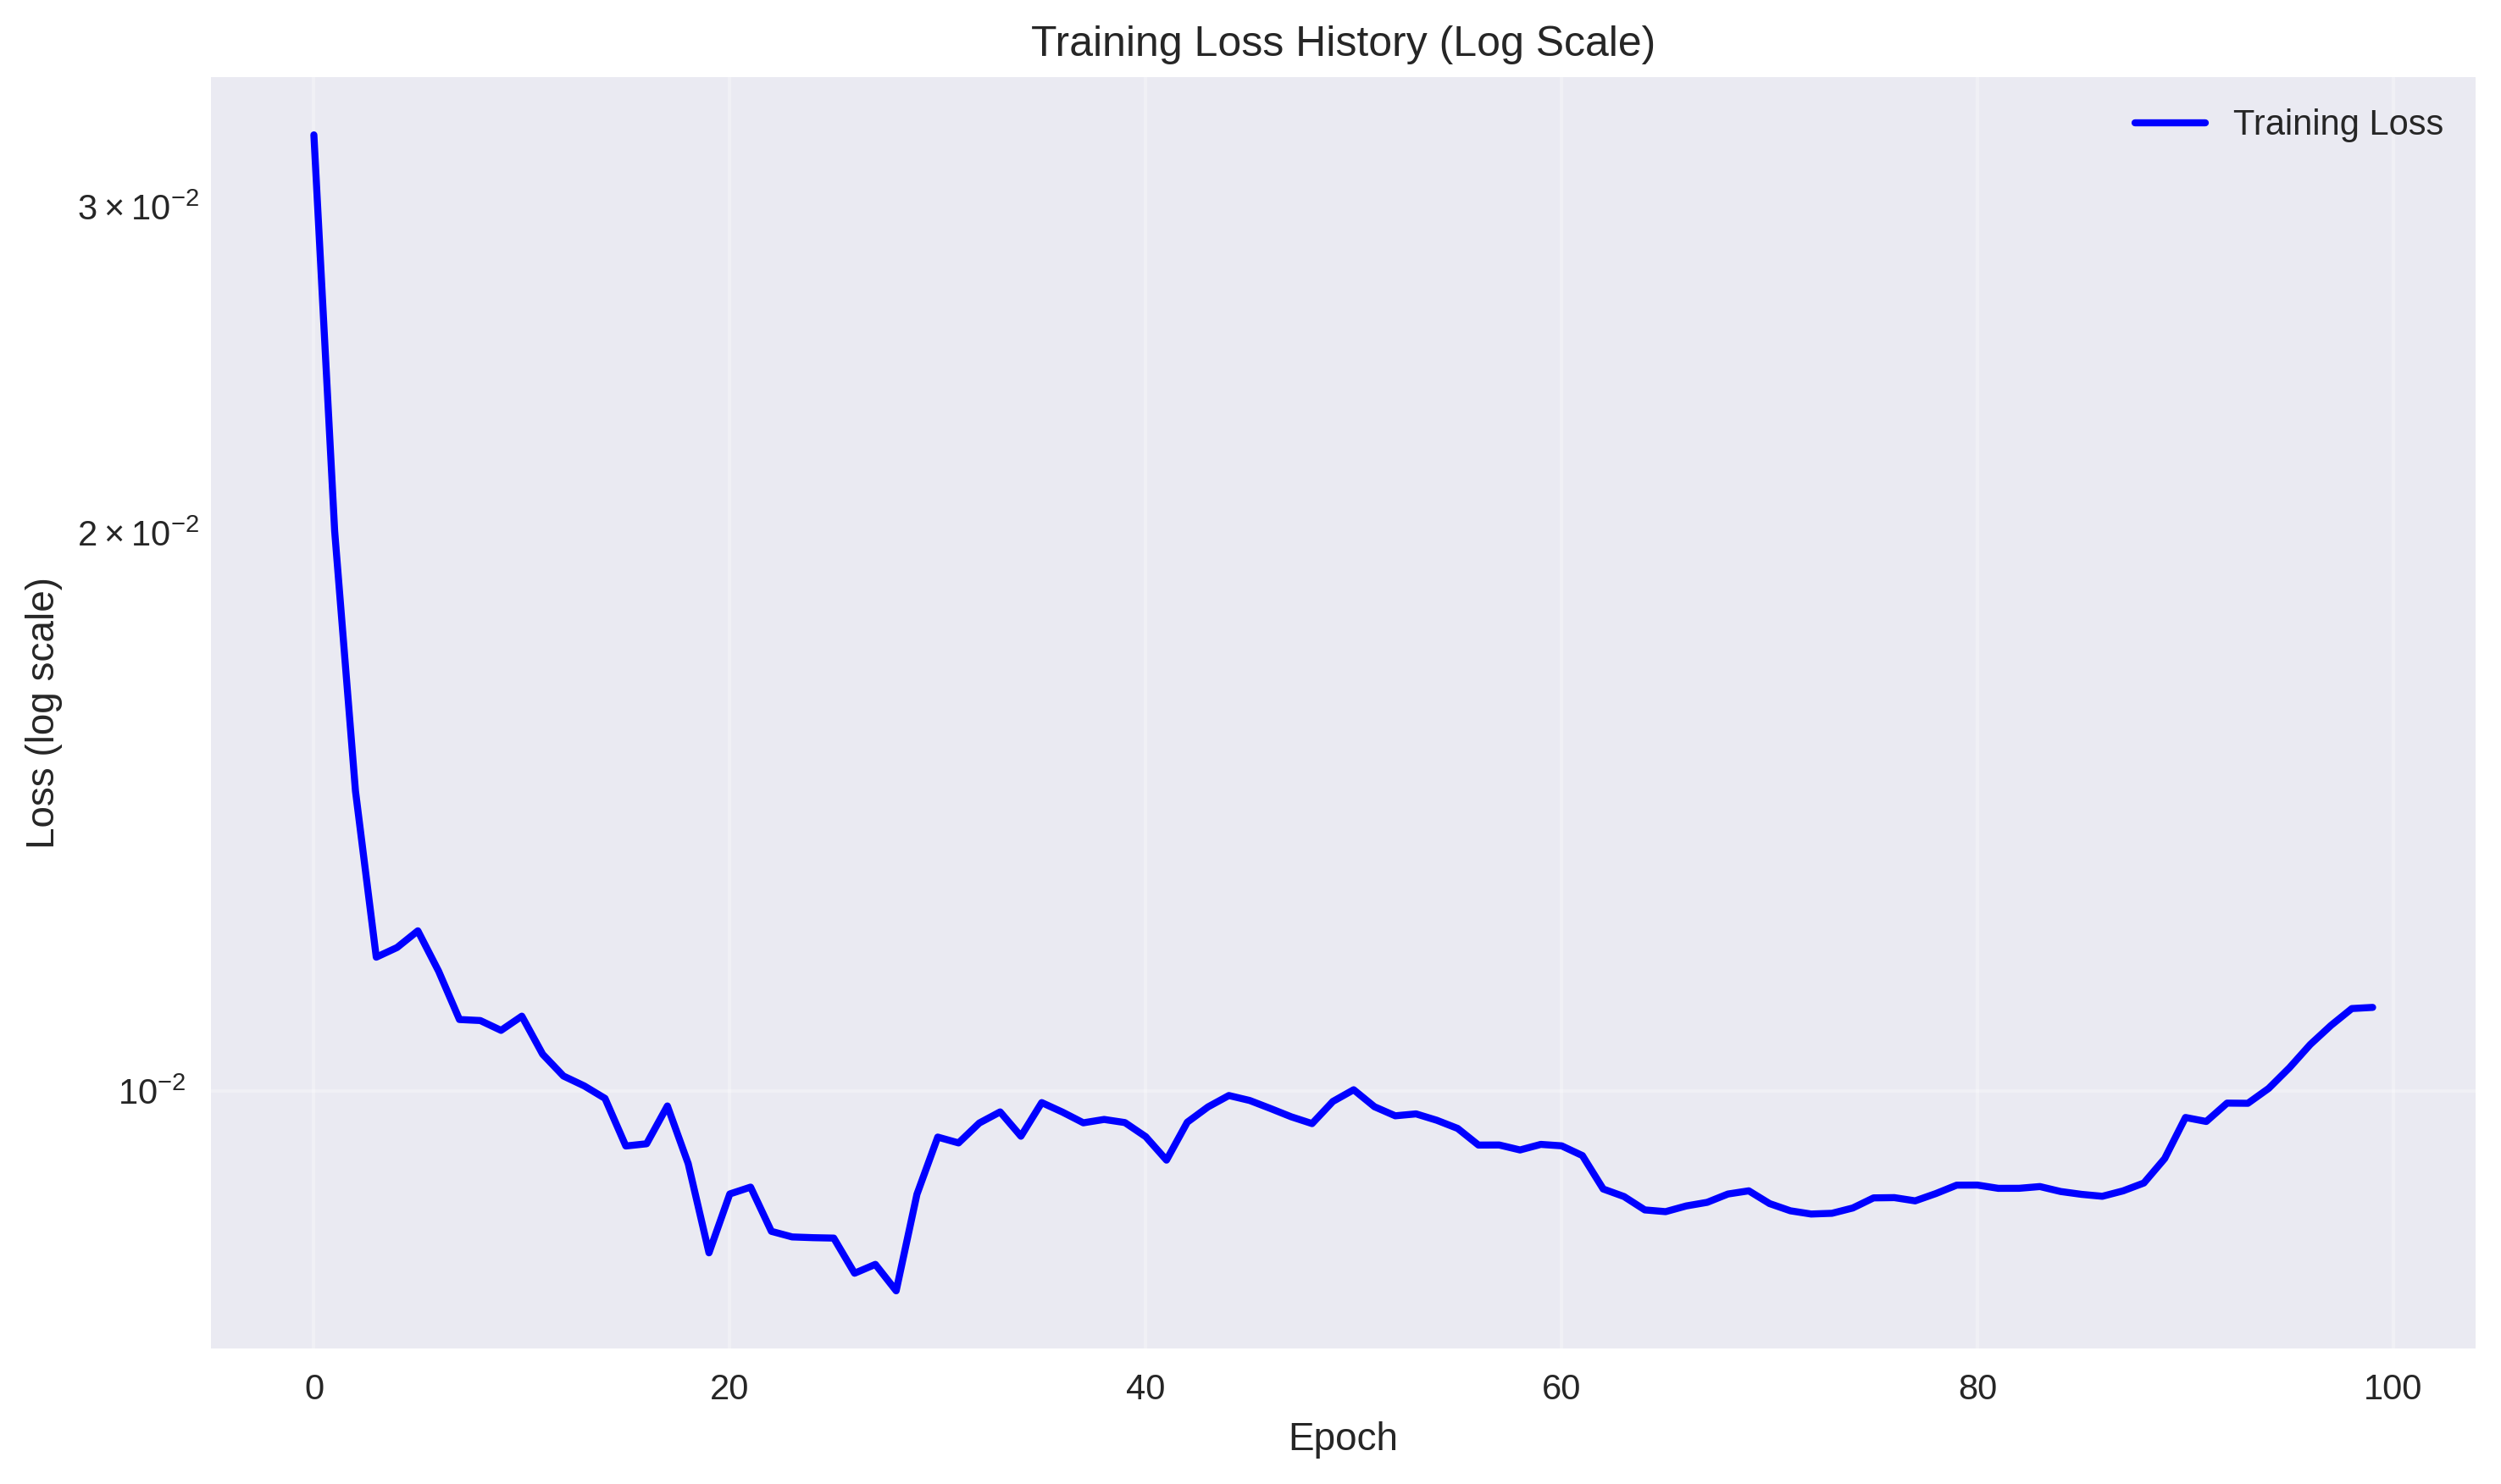 Training Loss History (Log Scale)
Training Loss
3 × 10⁻²
2 × 10⁻²
10⁻²
Loss (log scale)
0 20 40 60 80 100
Epoch